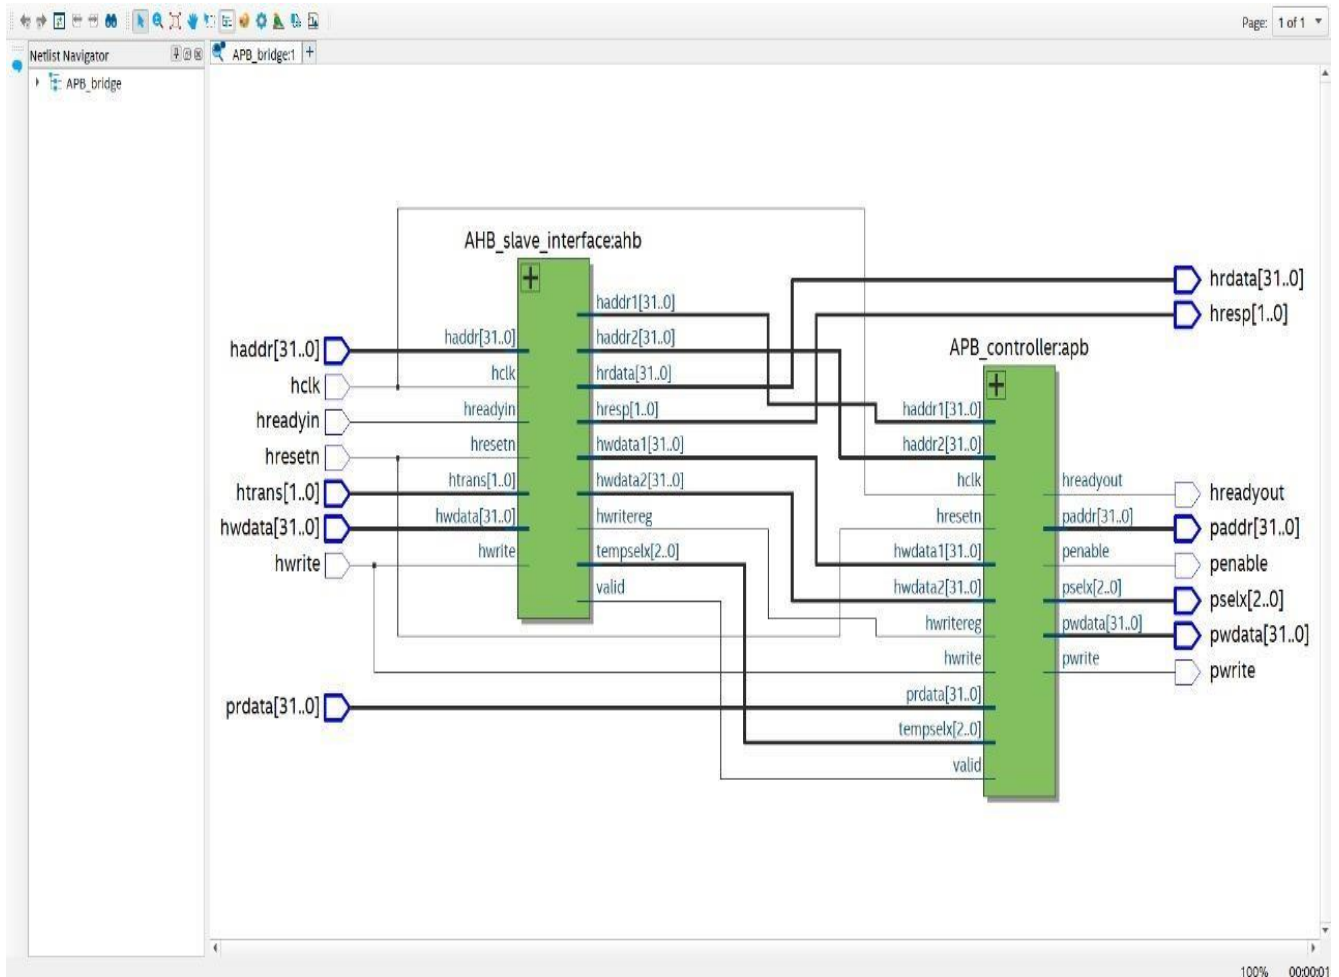 Page: 1 of 1
Netlist Navigator
APB_bridge
APB_bridge:1
AHB_slave_interface:ahb
haddr[31..0]
hclk
hreadyin
hresetn
htrans[1..0]
hwdata[31..0]
hwrite
prdata[31..0]
haddr[31..0]
hclk
hreadyin
hresetn
htrans[1..0]
hwdata[31..0]
hwrite
haddr1[31..0]
haddr2[31..0]
hrdata[31..0]
hresp[1..0]
hwdata1[31..0]
hwdata2[31..0]
hwritereg
tempselx[2..0]
valid
APB_controller:apb
haddr1[31..0]
haddr2[31..0]
hclk
hresetn
hwdata1[31..0]
hwdata2[31..0]
hwritereg
hwrite
prdata[31..0]
tempselx[2..0]
valid
hreadyout
paddr[31..0]
penable
pselx[2..0]
pwdata[31..0]
pwrite
hrdata[31..0]
hresp[1..0]
hreadyout
paddr[31..0]
penable
pselx[2..0]
pwdata[31..0]
pwrite
100% 00:00:01